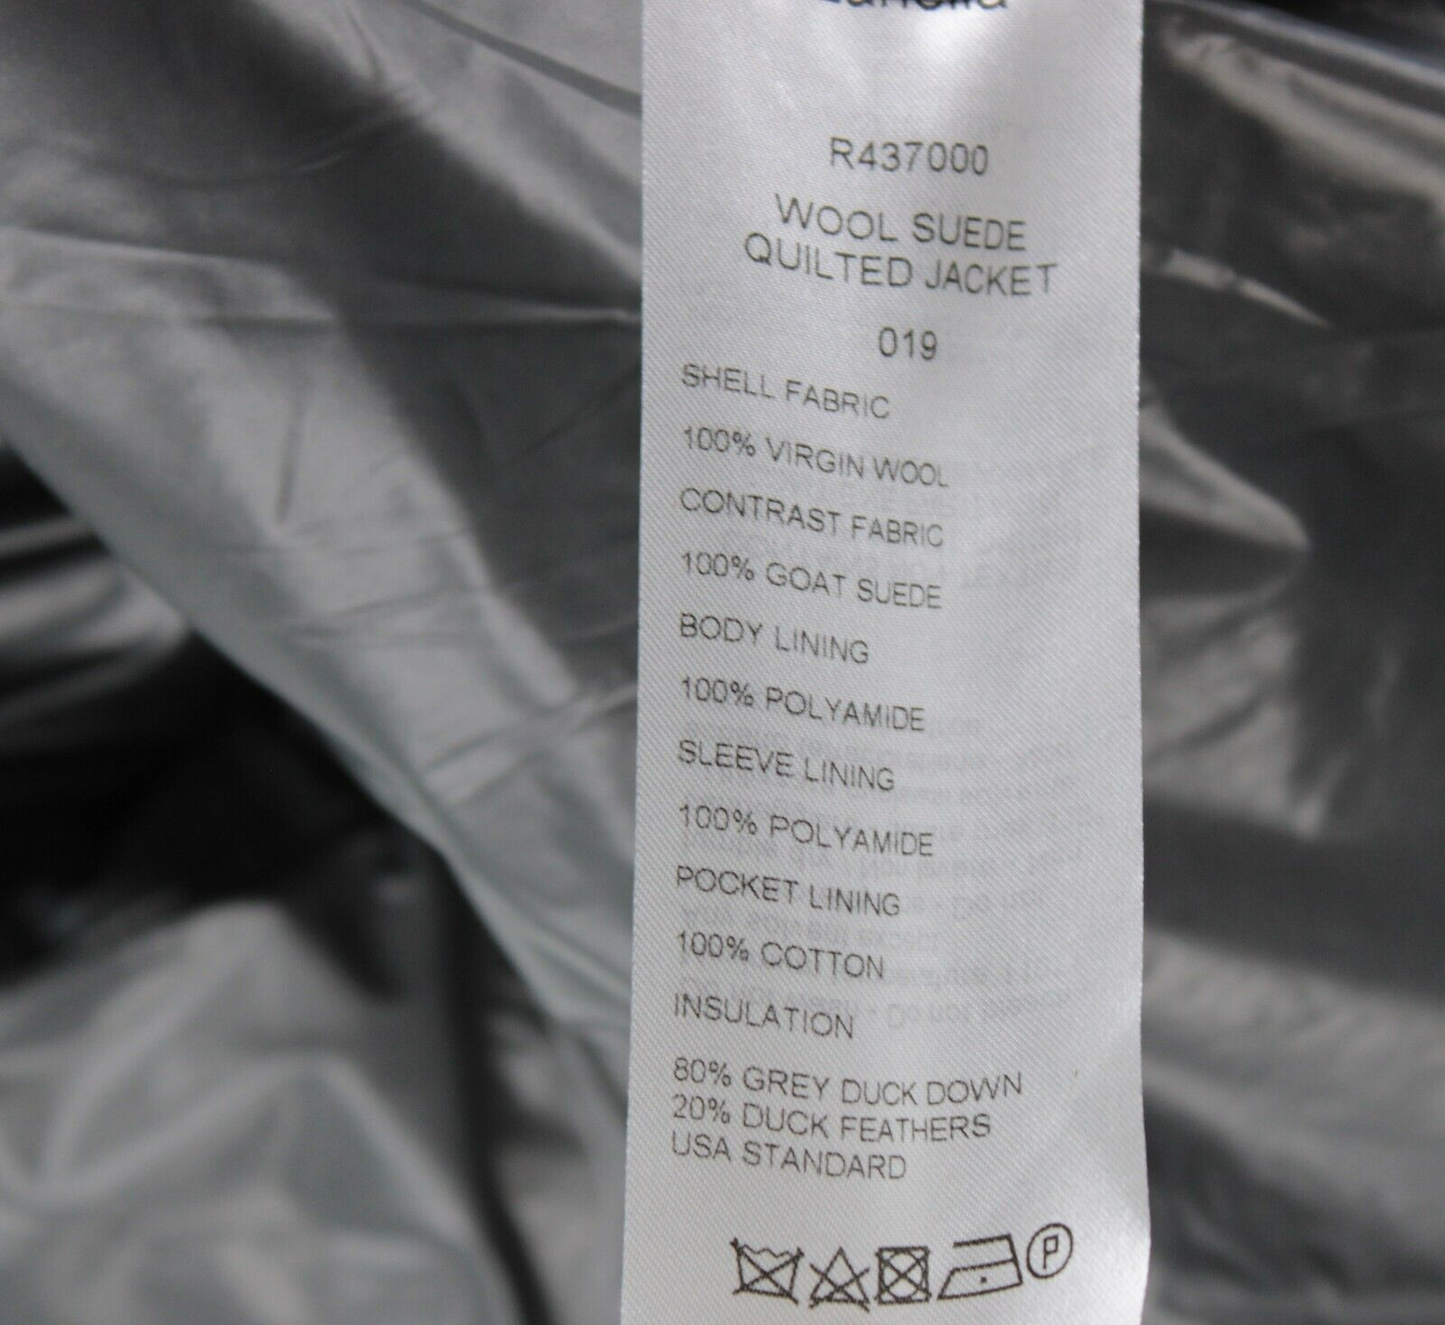 R437000
WOOL SUEDE
QUILTED JACKET
019
SHELL FABRIC
100% VIRGIN WOOL
CONTRAST FABRIC
100% GOAT SUEDE
BODY LINING
100% POLYAMIDE
SLEEVE LINING
100% POLYAMIDE
POCKET LINING
100% COTTON
INSULATION
80% GREY DUCK DOWN
20% DUCK FEATHERS
USA STANDARD
P